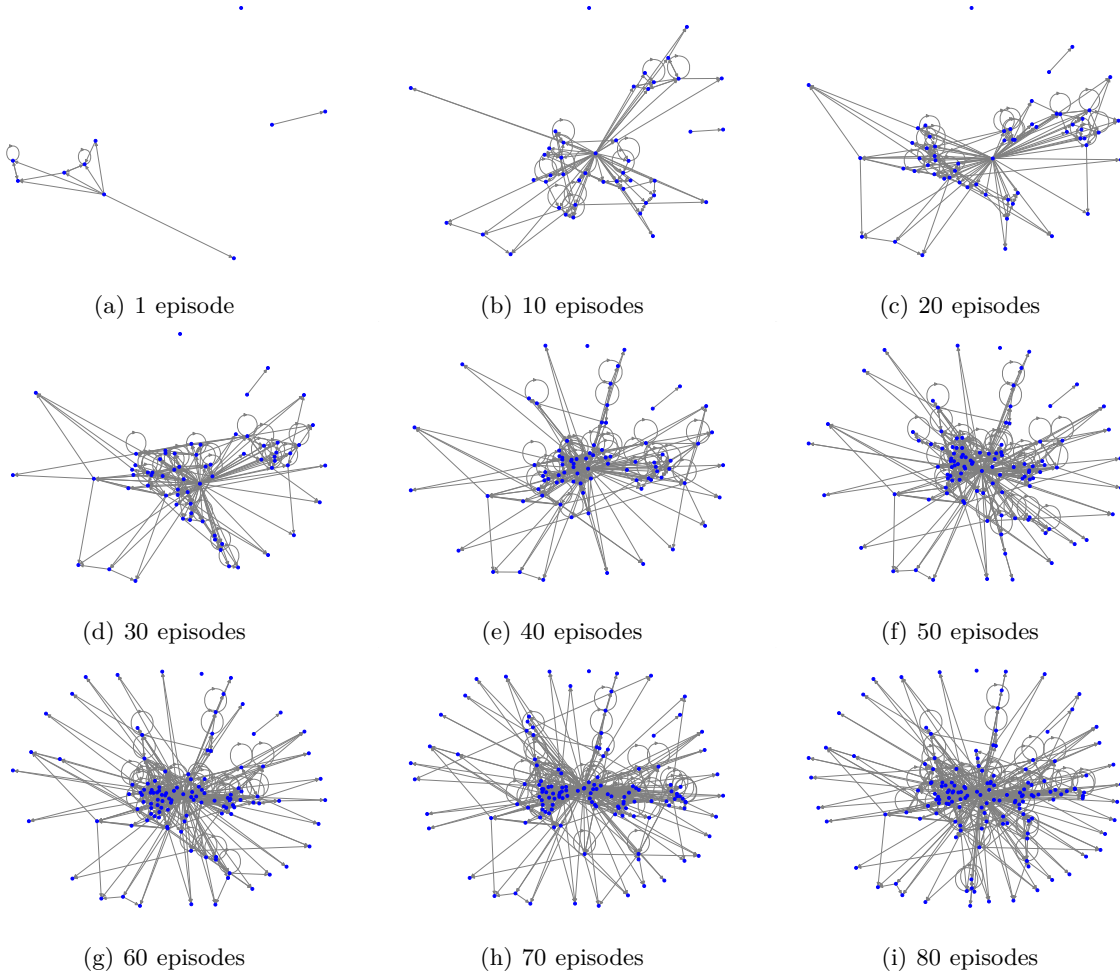 (a) 1 episode
(b) 10 episodes
(c) 20 episodes
(d) 30 episodes
(e) 40 episodes
(f) 50 episodes
(g) 60 episodes
(h) 70 episodes
(i) 80 episodes